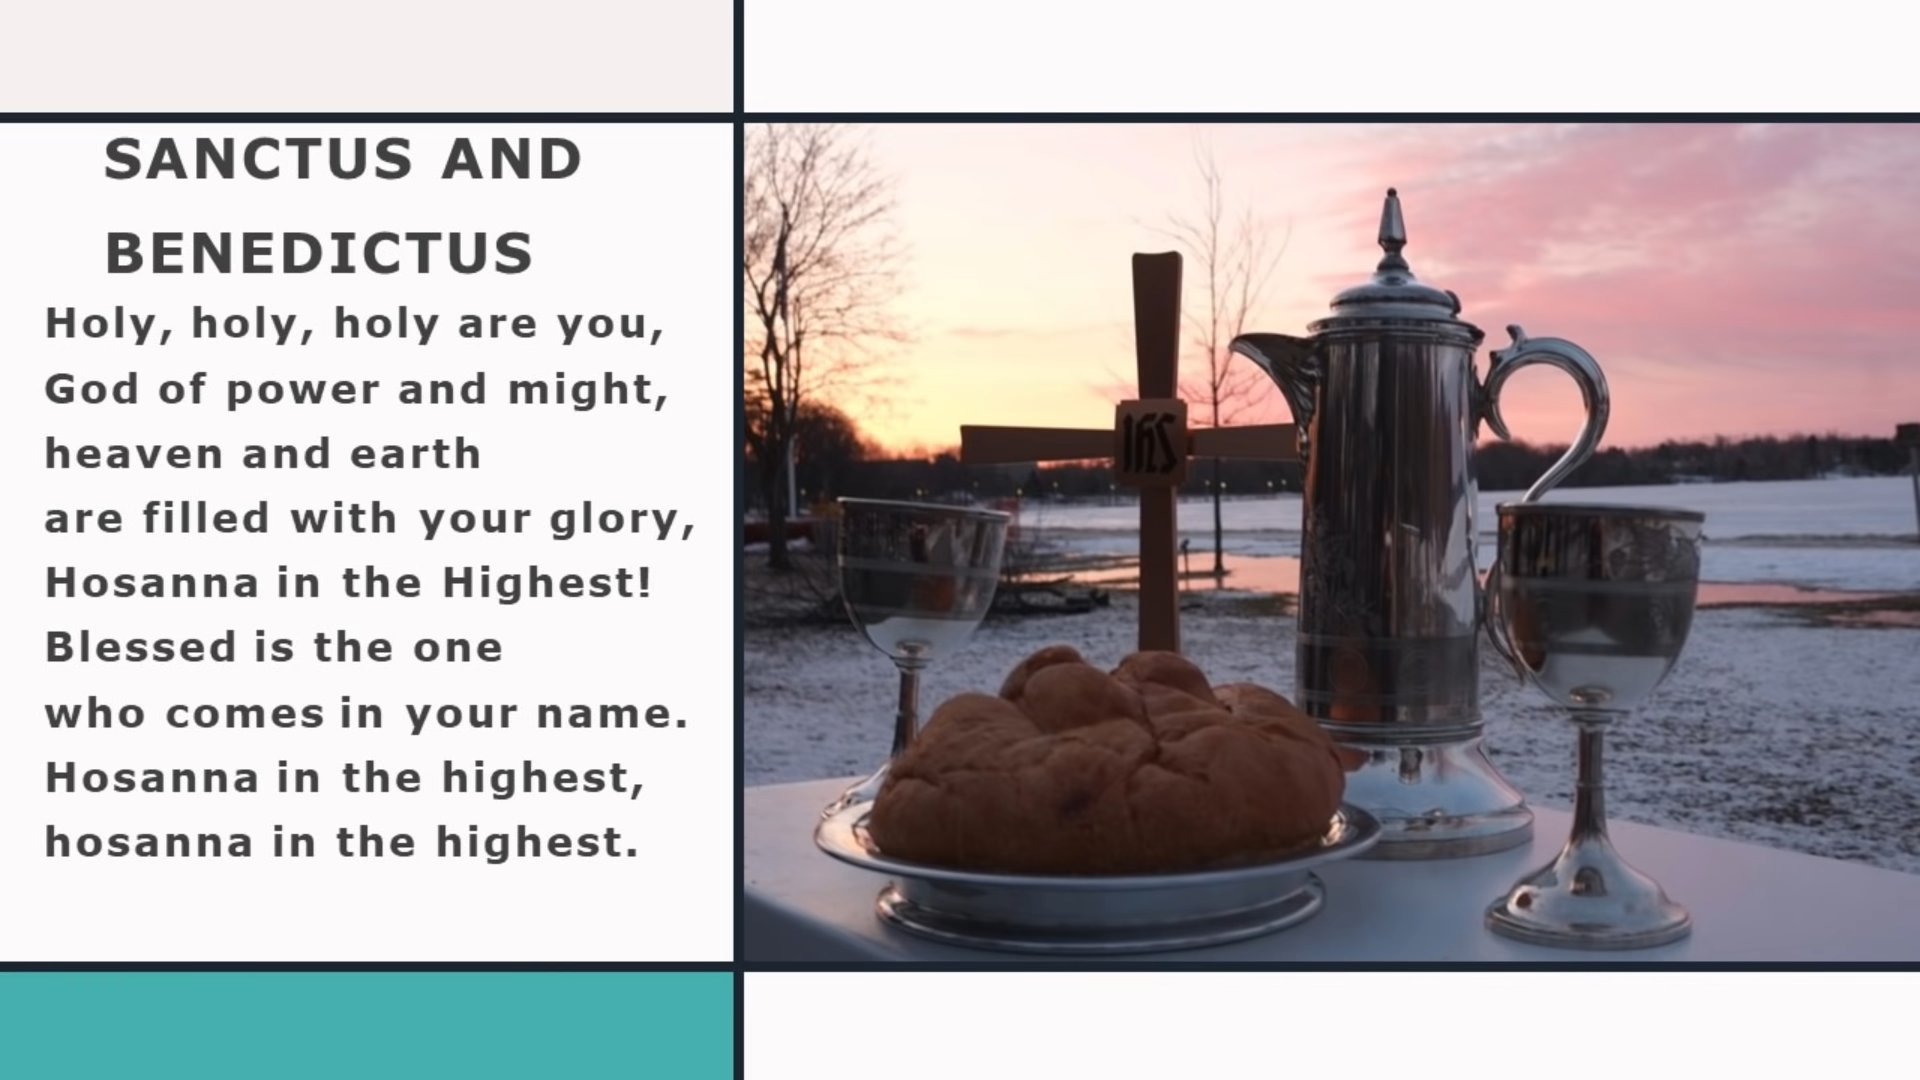 SANCTUS AND
BENEDICTUS
Holy, holy, holy are you,
God of power and might,
heaven and earth
are filled with your glory,
Hosanna in the Highest!
Blessed is the one
who comes in your name.
Hosanna in the highest,
hosanna in the highest.
IHS